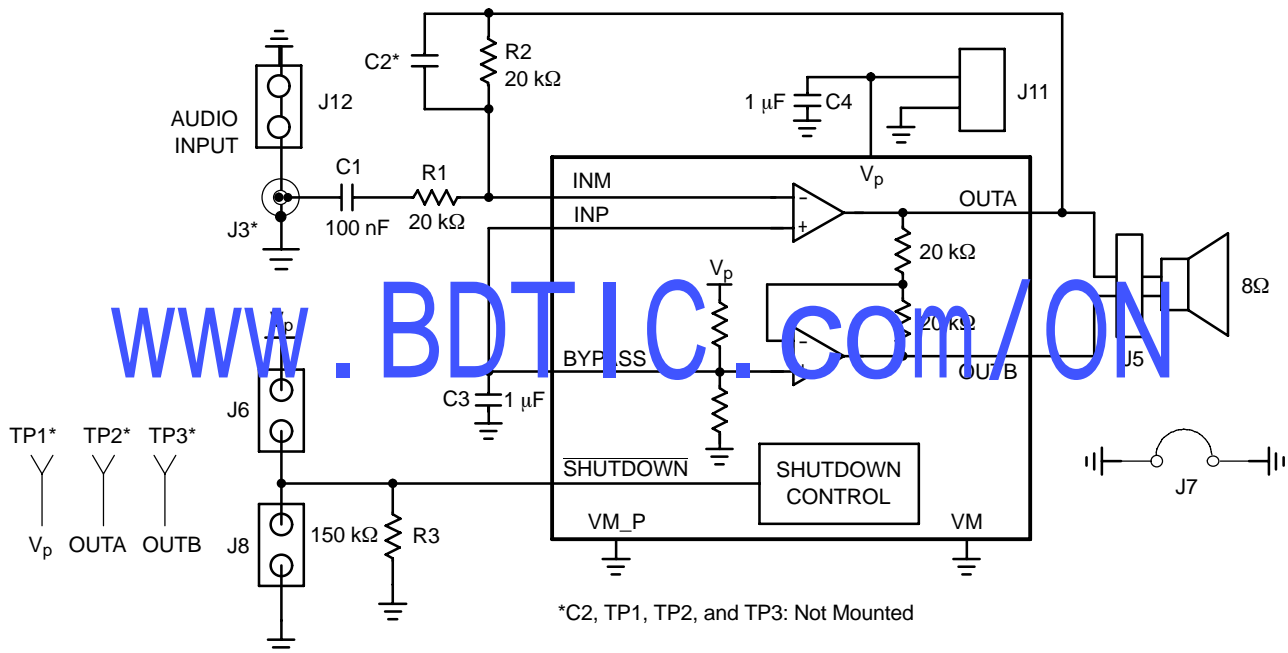 C2*
R2
20 kΩ
J12
AUDIO
INPUT
1 μF
C4
J11
Vp
C1
R1
INM
INP
OUTA
J3*
100 nF
20 kΩ
20 kΩ
Vp
8Ω
www.BDTIC.com/ON
Vp
20 kΩ
BYPASS
OUTB
J5
J6
C3
1 μF
TP1*
TP2*
TP3*
SHUTDOWN
SHUTDOWN
CONTROL
J7
J8
150 kΩ
R3
VM_P
VM
Vp
OUTA
OUTB
*C2, TP1, TP2, and TP3: Not Mounted